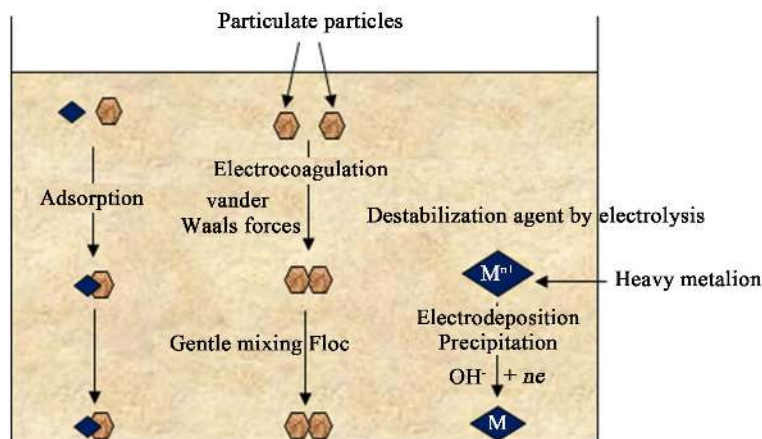 Particulate particles
Electrocoagulation
Adsorption
vander
Waals forces
Destabilization agent by electrolysis
Heavy metalion
Gentle mixing Floc
Electrodeposition
Precipitation
OH⁻ + ne
M